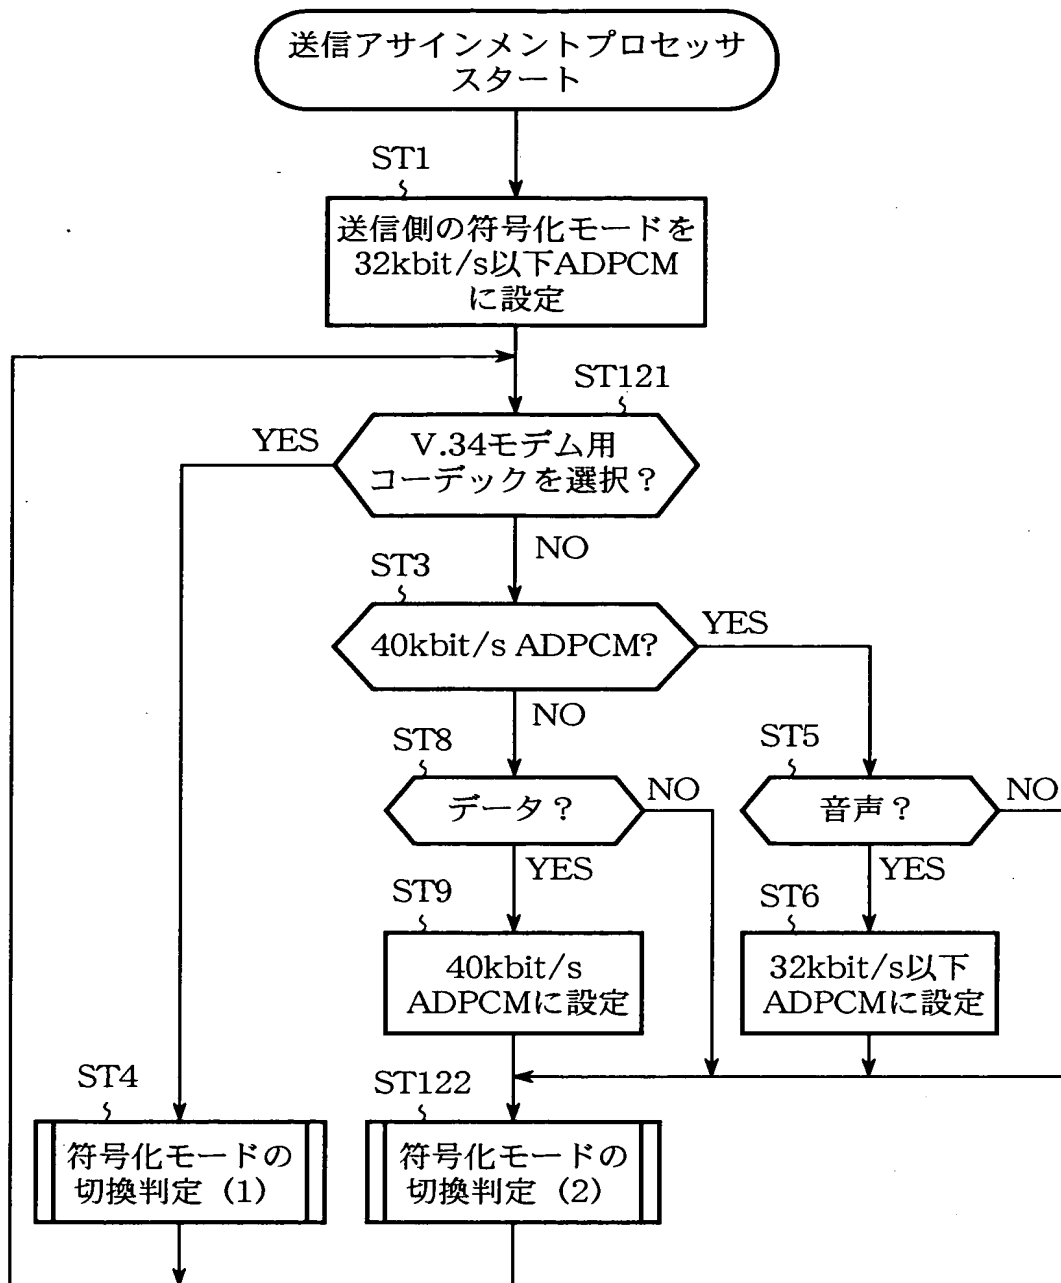 送信アサインメントプロセッサ
スタート
ST1
送信側の符号化モードを
32kbit/s以下ADPCM
に設定
ST121
YES
V.34モデム用
コーデックを選択？
NO
ST3
40kbit/s ADPCM?
YES
NO
ST8
データ？
NO
ST5
音声？
NO
YES
YES
ST9
40kbit/s
ADPCMに設定
ST6
32kbit/s以下
ADPCMに設定
ST4
符号化モードの
切換判定（1）
ST122
符号化モードの
切換判定（2）